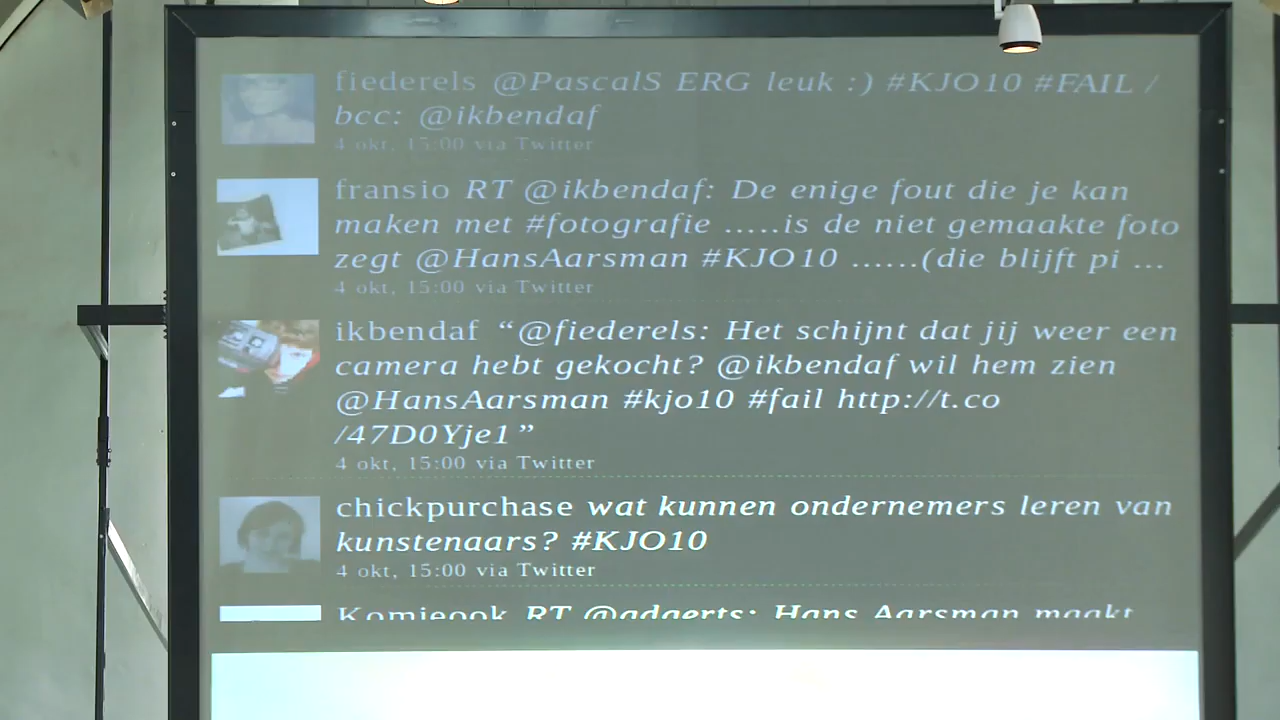 fiederels @PascalS ERG leuk :) #KJO10 #FAIL /
bcc: @ikbendaf
4 okt, 15:00 via Twitter
fransio RT @ikbendaf: De enige fout die je kan
maken met #fotografie .....is de niet gemaakte foto
zegt @HansAarsman #KJO10 ......(die blijft pi ...
4 okt, 15:00 via Twitter
ikbendaf “@fiederels: Het schijnt dat jij weer een
camera hebt gekocht? @ikbendaf wil hem zien
@HansAarsman #kjo10 #fail http://t.co
/47D0Yje1”
4 okt, 15:00 via Twitter
chickpurchase wat kunnen ondernemers leren van
kunstenaars? #KJO10
4 okt, 15:00 via Twitter
RT Hans Aarsman maakt